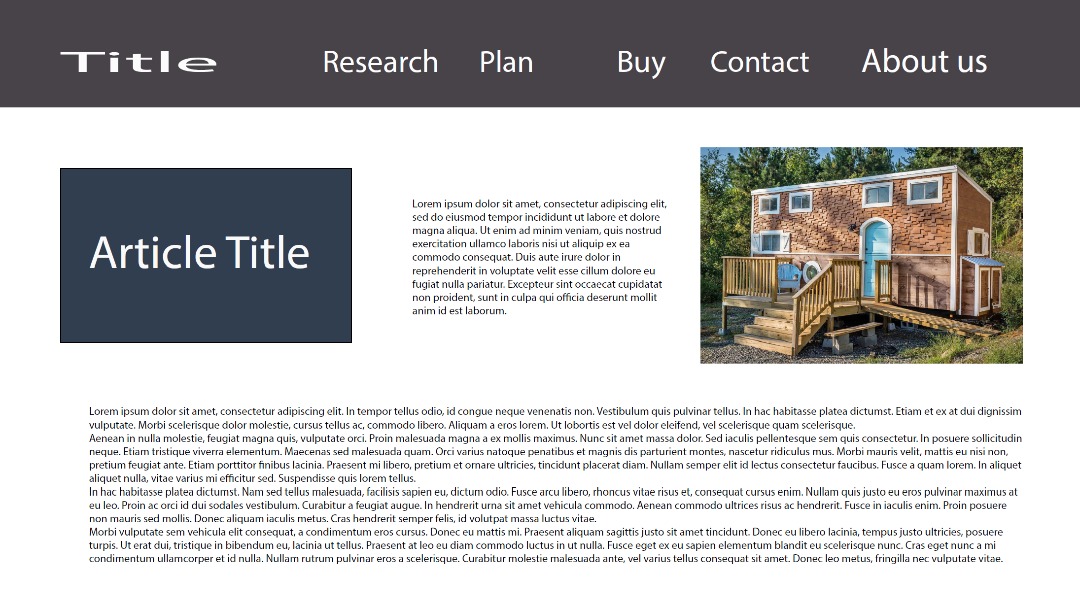 Title
Research Plan Buy Contact About us
Article Title
Lorem ipsum dolor sit amet, consectetur adipiscing elit,
sed do eiusmod tempor incididunt ut labore et dolore
magna aliqua. Ut enim ad minim veniam, quis nostrud
exercitation ullamco laboris nisi ut aliquip ex ea
commodo consequat. Duis aute irure dolor in
reprehenderit in voluptate velit esse cillum dolore eu
fugiat nulla pariatur. Excepteur sint occaecat cupidatat
non proident, sunt in culpa qui officia deserunt mollit
anim id est laborum.
Lorem ipsum dolor sit amet, consectetur adipiscing elit. In tempor tellus odio, id congue neque venenatis non. Vestibulum quis pulvinar tellus. In hac habitasse platea dictumst. Etiam et ex at dui dignissim
vulputate. Morbi scelerisque dolor molestie, cursus tellus ac, commodo libero. Aliquam a eros lorem. Ut lobortis est vel dolor eleifend, vel scelerisque quam scelerisque.
Aenean in nulla molestie, feugiat magna quis, vulputate orci. Proin malesuada magna a ex mollis maximus. Nunc sit amet massa dolor. Sed iaculis pellentesque sem quis consectetur. In posuere sollicitudin
neque. Etiam tristique viverra elementum. Maecenas sed malesuada quam. Orci varius natoque penatibus et magnis dis parturient montes, nascetur ridiculus mus. Morbi mauris velit, mattis eu nisi non,
pretium feugiat ante. Etiam porttitor finibus lacinia. Praesent mi libero, pretium et ornare ultricies, tincidunt placerat diam. Nullam semper elit id lectus consectetur faucibus. Fusce a quam lorem. In aliquet
aliquet nulla, vitae varius mi efficitur sed. Suspendisse quis lorem tellus.
In hac habitasse platea dictumst. Nam sed tellus malesuada, facilisis sapien eu, dictum odio. Fusce arcu libero, rhoncus vitae risus et, consequat cursus enim. Nullam quis justo eu eros pulvinar maximus at
eu leo. Proin ac orci id dui sodales vestibulum. Curabitur a feugiat augue. In hendrerit urna sit amet vehicula commodo. Aenean commodo ultrices risus ac hendrerit. Fusce in iaculis enim. Proin posuere
non mauris sed mollis. Donec aliquam iaculis metus. Cras hendrerit semper felis, id volutpat massa luctus vitae.
Morbi vulputate sem vehicula elit consequat, a condimentum eros cursus. Donec eu mattis mi. Praesent aliquam sagittis justo sit amet tincidunt. Donec eu libero lacinia, tempus justo ultricies, posuere
turpis. Ut erat dui, tristique in bibendum eu, lacinia ut tellus. Praesent at leo eu diam commodo luctus in ut nulla. Fusce eget ex eu sapien elementum blandit eu scelerisque nunc. Cras eget nunc a mi
condimentum ullamcorper et id nulla. Nullam rutrum pulvinar eros a scelerisque. Curabitur molestie malesuada ante, vel varius tellus consequat sit amet. Donec leo metus, fringilla nec vulputate vitae.